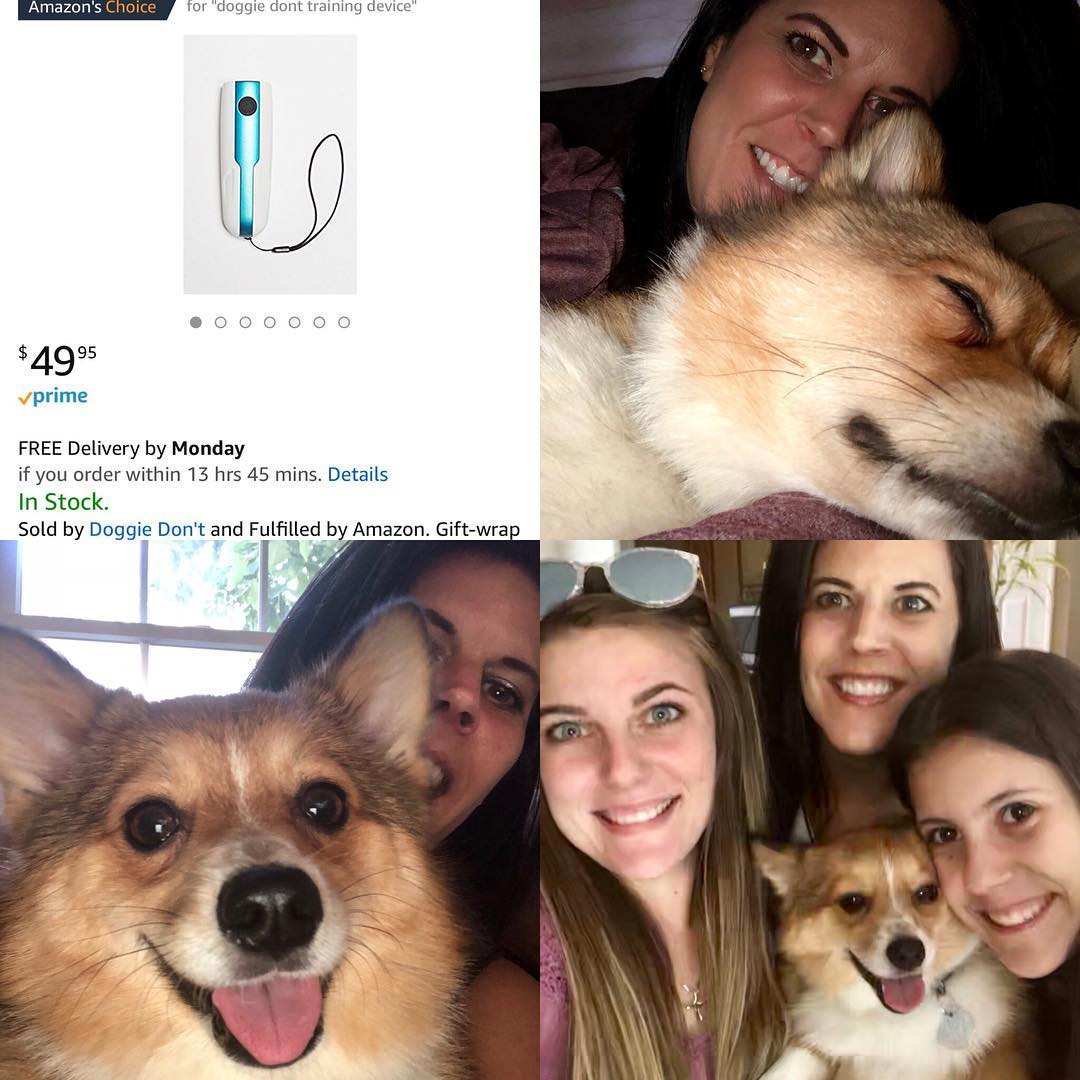 Amazon's Choice for "doggie dont training device"
$49 95
prime
FREE Delivery by Monday
if you order within 13 hrs 45 mins. Details
In Stock.
Sold by Doggie Don't and Fulfilled by Amazon. Gift-wrap